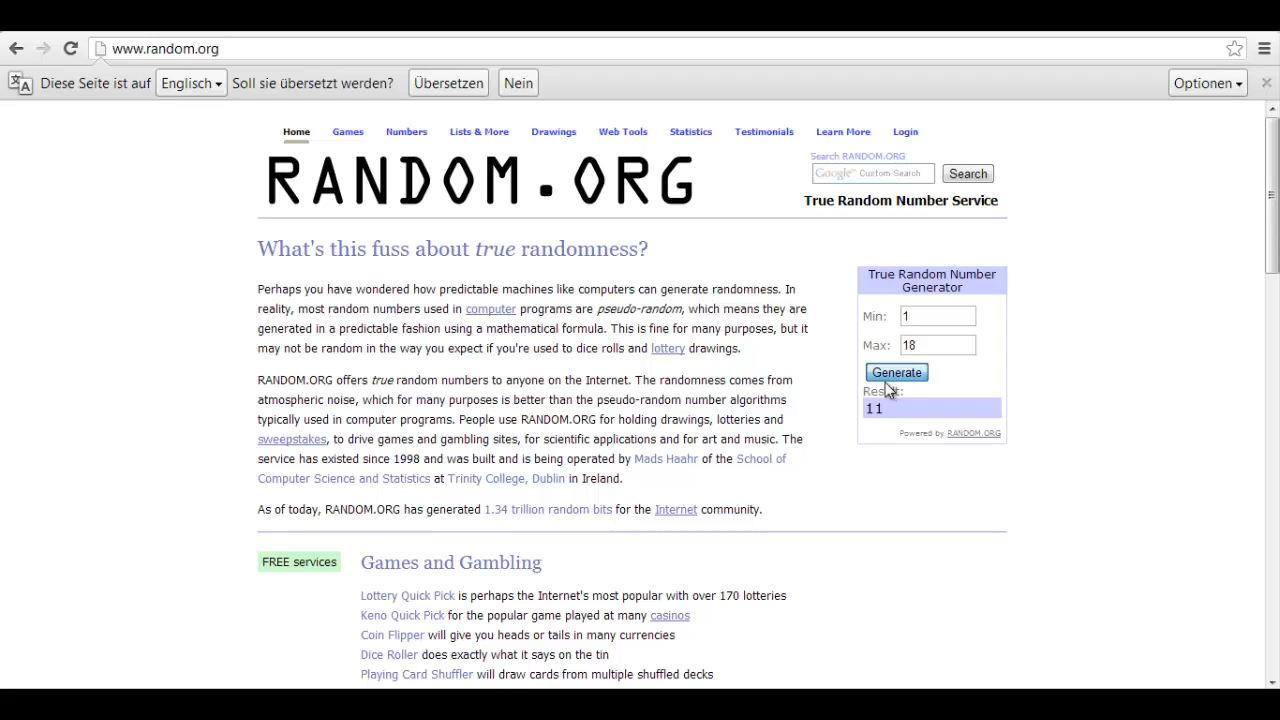 www.random.org
Diese Seite ist auf Englisch Soll sie übersetzt werden? Übersetzen Nein Optionen
Home Games Numbers Lists & More Drawings Web Tools Statistics Testimonials Learn More Login
RANDOM.ORG
Search RANDOM.ORG
Google™ Custom Search Search
True Random Number Service
What's this fuss about true randomness?
Perhaps you have wondered how predictable machines like computers can generate randomness. In
reality, most random numbers used in computer programs are pseudo-random, which means they are
generated in a predictable fashion using a mathematical formula. This is fine for many purposes, but it
may not be random in the way you expect if you're used to dice rolls and lottery drawings.
RANDOM.ORG offers true random numbers to anyone on the Internet. The randomness comes from
atmospheric noise, which for many purposes is better than the pseudo-random number algorithms
typically used in computer programs. People use RANDOM.ORG for holding drawings, lotteries and
sweepstakes, to drive games and gambling sites, for scientific applications and for art and music. The
service has existed since 1998 and was built and is being operated by Mads Haahr of the School of
Computer Science and Statistics at Trinity College, Dublin in Ireland.
As of today, RANDOM.ORG has generated 1.34 trillion random bits for the Internet community.
True Random Number
Generator
Min: 1
Max: 18
Generate
Result:
11
Powered by RANDOM.ORG
FREE services
Games and Gambling
Lottery Quick Pick is perhaps the Internet's most popular with over 170 lotteries
Keno Quick Pick for the popular game played at many casinos
Coin Flipper will give you heads or tails in many currencies
Dice Roller does exactly what it says on the tin
Playing Card Shuffler will draw cards from multiple shuffled decks